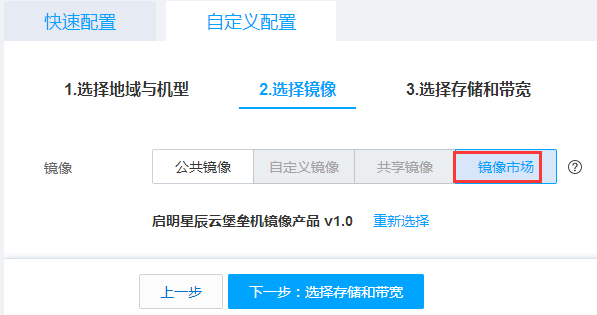 快速配置 自定义配置
1.选择地域与机型 2.选择镜像 3.选择存储和带宽
镜像 公共镜像 自定义镜像 共享镜像 镜像市场 ?
启明星辰云堡垒机镜像产品 v1.0 重新选择
上一步 下一步：选择存储和带宽